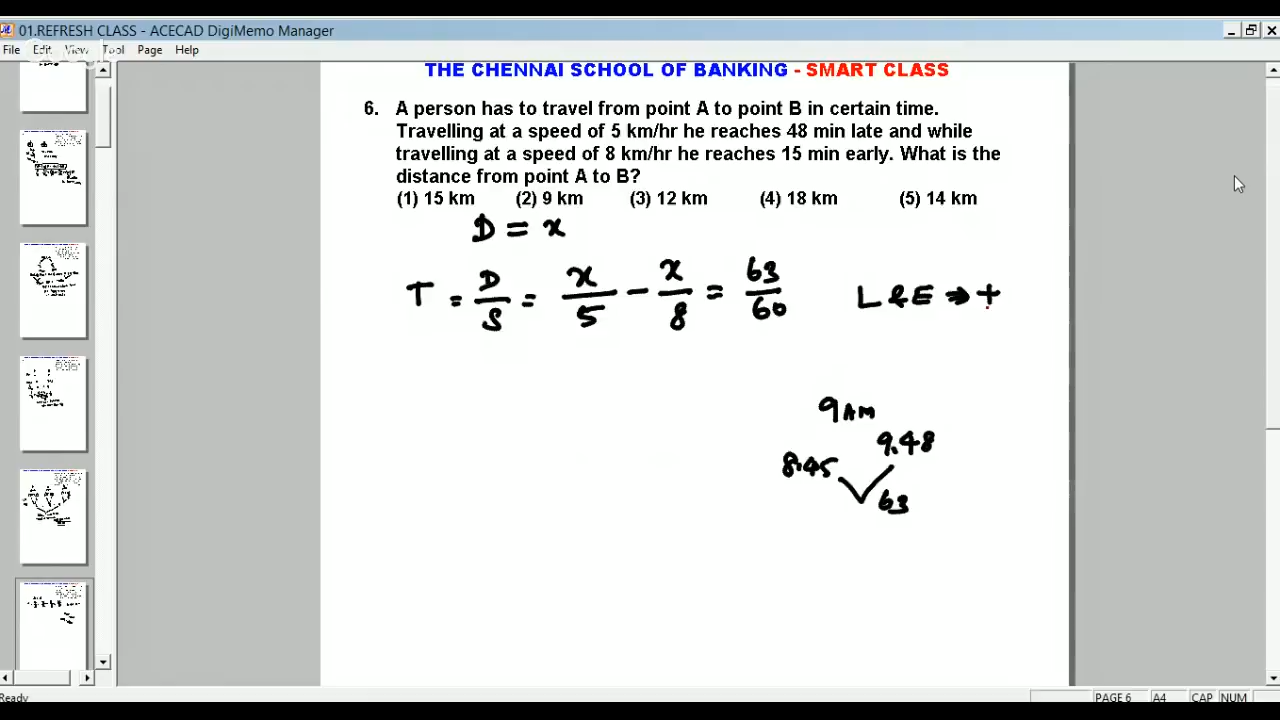 01.REFRESH CLASS - ACECAD DigiMemo Manager
File Edit View Tool Page Help
THE CHENNAI SCHOOL OF BANKING - SMART CLASS
6. A person has to travel from point A to point B in certain time.
Travelling at a speed of 5 km/hr he reaches 48 min late and while
travelling at a speed of 8 km/hr he reaches 15 min early. What is the
distance from point A to B?
(1) 15 km (2) 9 km (3) 12 km (4) 18 km (5) 14 km
D = x
T = D/S = x/5 - x/8 = 63/60 L & E ⇒ +
9 AM
9.48
8.45
63
Ready PAGE 6 A4 CAP NUM